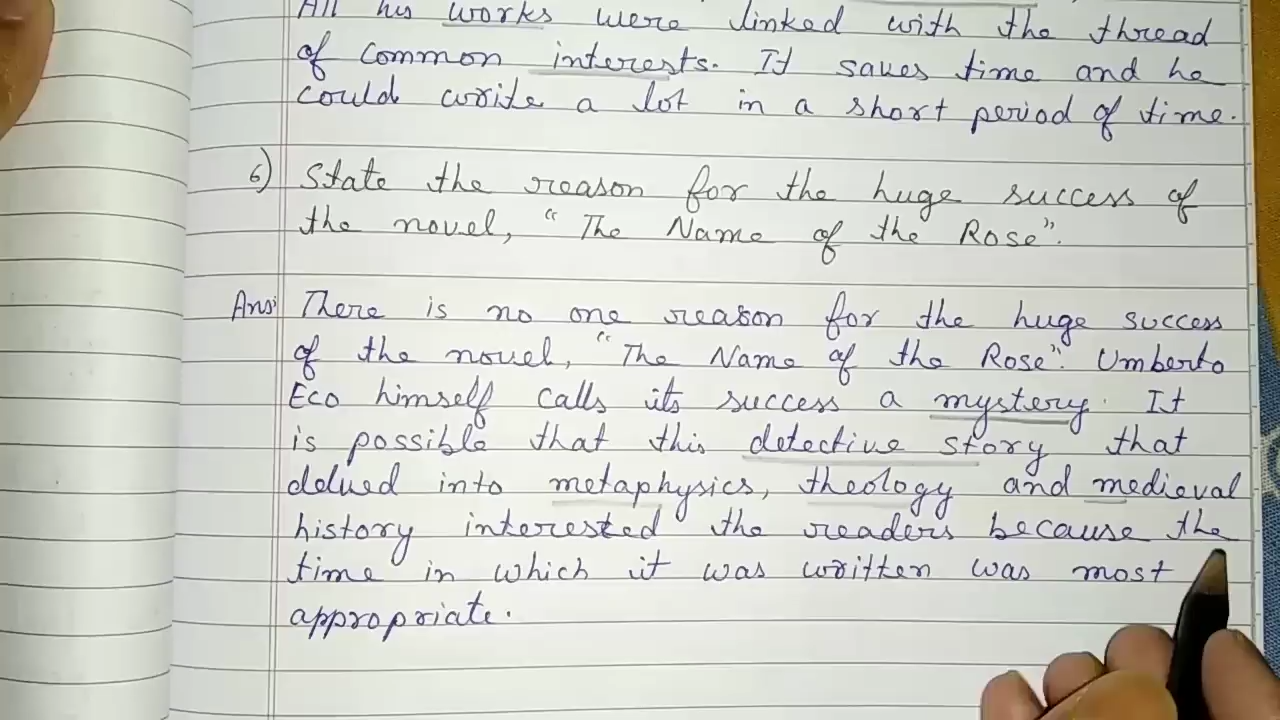 All his works were linked with the thread
of common interests. It saves time and he
could write a lot in a short period of time.
6) State the reason for the huge success of
the novel, "The Name of the Rose".
Ans: There is no one reason for the huge success
of the novel, "The Name of the Rose". Umberto
Eco himself calls its success a mystery. It
is possible that this detective story that
delved into metaphysics, theology and medieval
history interested the readers because the
time in which it was written was most
appropriate.